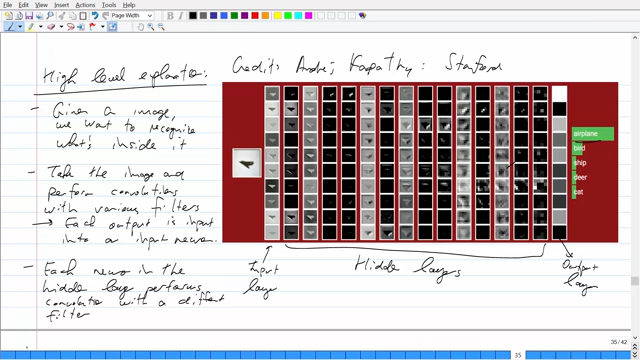 File Edit View Insert Actions Tools Help
Page Width
High level explanation:
Credit: Andrej Karpathy: Stanford
- Given a image,
we want to recognize
what's inside it
- Take the image and
perform convolutions
with various filters
→ Each output is input
into a input neuron.
- Each neuron in the
hidden layer performs
convolution with a different
filter
airplane
bird
ship
deer
cat
Input
layer
Hidden layers
Output
layer
35 / 42
35